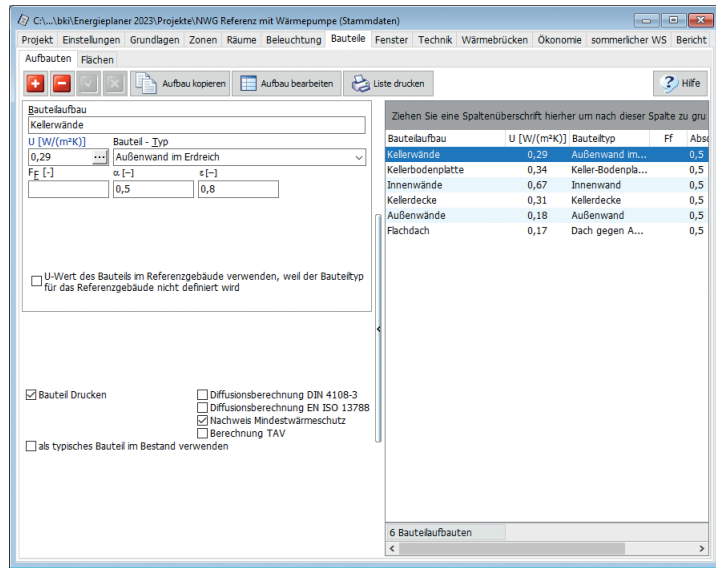 C:\...\bki\Energieplaner 2023\Projekte\NWG Referenz mit Wärmepumpe (Stammdaten)
Projekt Einstellungen Grundlagen Zonen Räume Beleuchtung Bauteile Fenster Technik Wärmebrücken Ökonomie sommerlicher WS Bericht
Aufbauten Flächen
Aufbau kopieren Aufbau bearbeiten Liste drucken Hilfe
Bauteilaufbau
Kellerwände
U [W/(m²K)] Bauteil - Typ
0,29 ... Außenwand im Erdreich
FE [-] α [-] ε [-]
0,5 0,8
U-Wert des Bauteils im Referenzgebäude verwenden, weil der Bauteiltyp
für das Referenzgebäude nicht definiert wird
Bauteil Drucken
Diffusionsberechnung DIN 4108-3
Diffusionsberechnung EN ISO 13788
Nachweis Mindestwärmeschutz
Berechnung TAV
als typisches Bauteil im Bestand verwenden
Ziehen Sie eine Spaltenüberschrift hierher um nach dieser Spalte zu gru
Bauteilaufbau U [W/(m²K)] Bauteiltyp Ff Abso
Kellerwände 0,29 Außenwand im... 0,5
Kellerbodenplatte 0,34 Keller-Bodenpla... 0,5
Innenwände 0,67 Innenwand 0,5
Kellerdecke 0,31 Kellerdecke 0,5
Außenwände 0,18 Außenwand 0,5
Flachdach 0,17 Dach gegen A... 0,5
6 Bauteilaufbauten